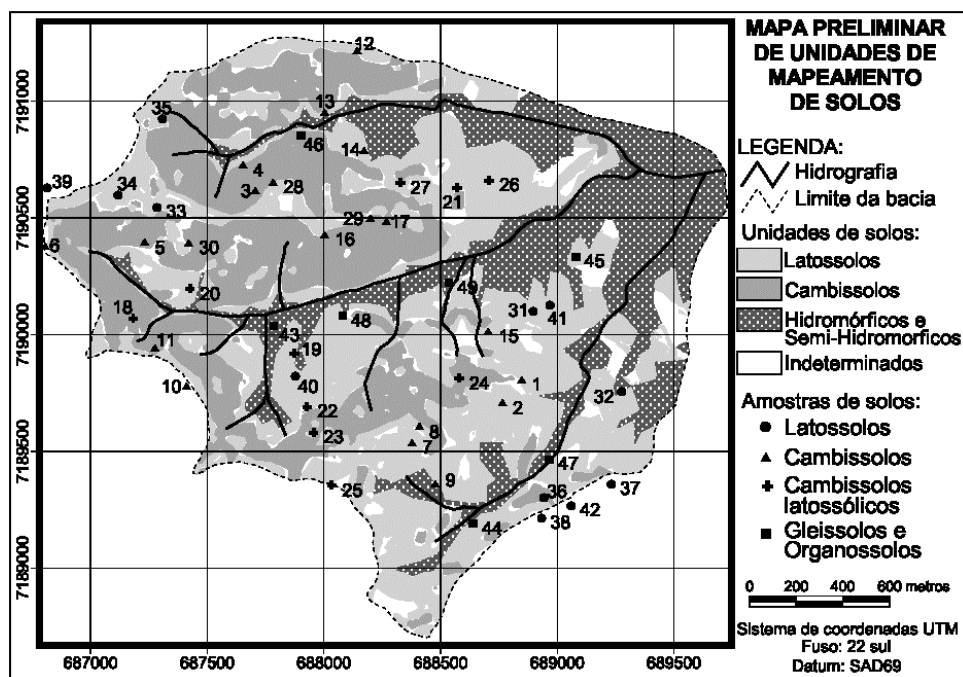 MAPA PRELIMINAR
DE UNIDADES DE
MAPEAMENTO
DE SOLOS
LEGENDA:
Hidrografia
Limite da bacia
Unidades de solos:
Latossolos
Cambissolos
Hidromórficos e
Semi-Hidromorficos
Indeterminados
Amostras de solos:
Latossolos
Cambissolos
Cambissolos
latossólicos
Gleissolos e
Organossolos
0 200 400 600 metros
Sistema de coordenadas UTM
Fuso: 22 sul
Datum: SAD69
7191000
7190500
7190000
7189500
7189000
687000 687500 688000 688500 689000 689500
12
13
35
46
14
4
28
3
27
26
21
39
34
33
29
17
16
6
5
30
45
20
49
18
31
41
43
48
15
19
11
40
24
1
10
2
32
22
23
8
7
47
25
9
36
37
42
38
44